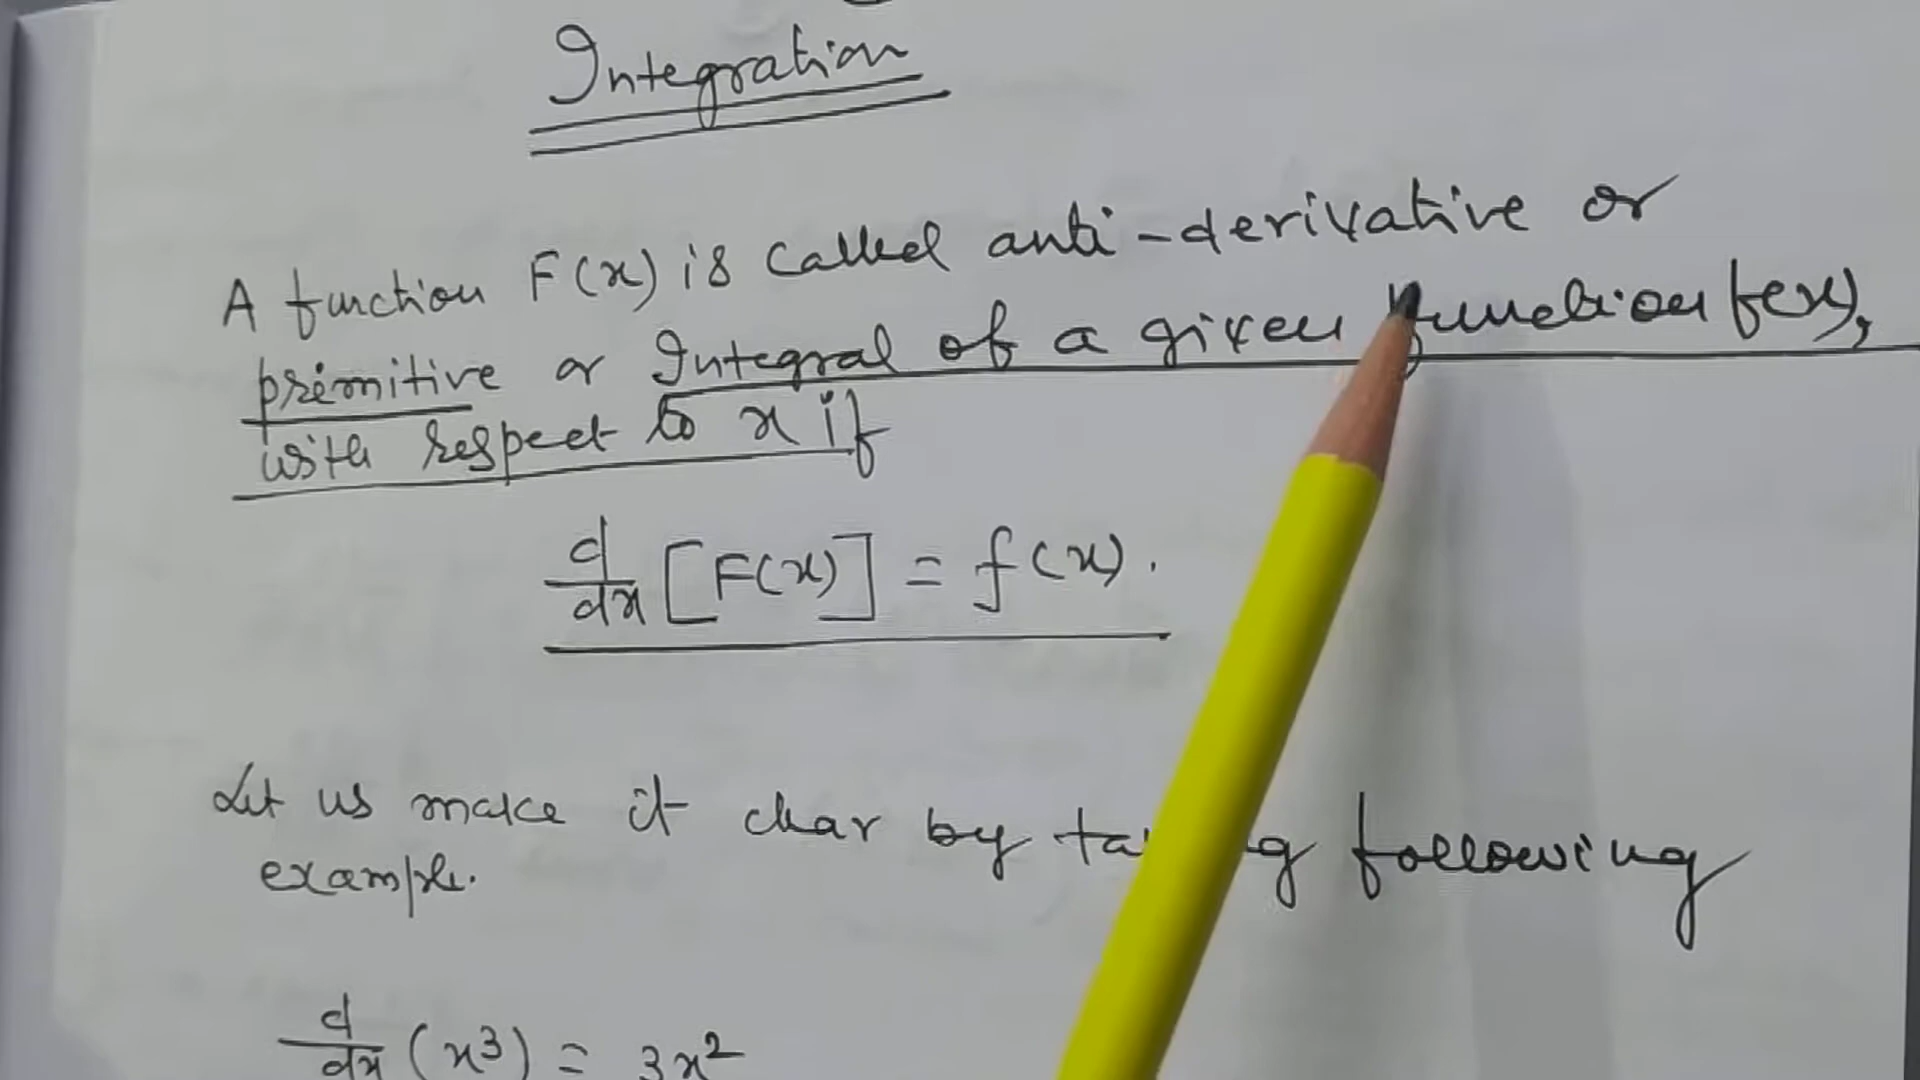 Integration
A function F(x) is called anti-derivative or
primitive or Integral of a given function f(x),
with respect to x if
d/dx [F(x)] = f(x).
Let us make it clear by following
example.
d/dx (x³) = 3x²